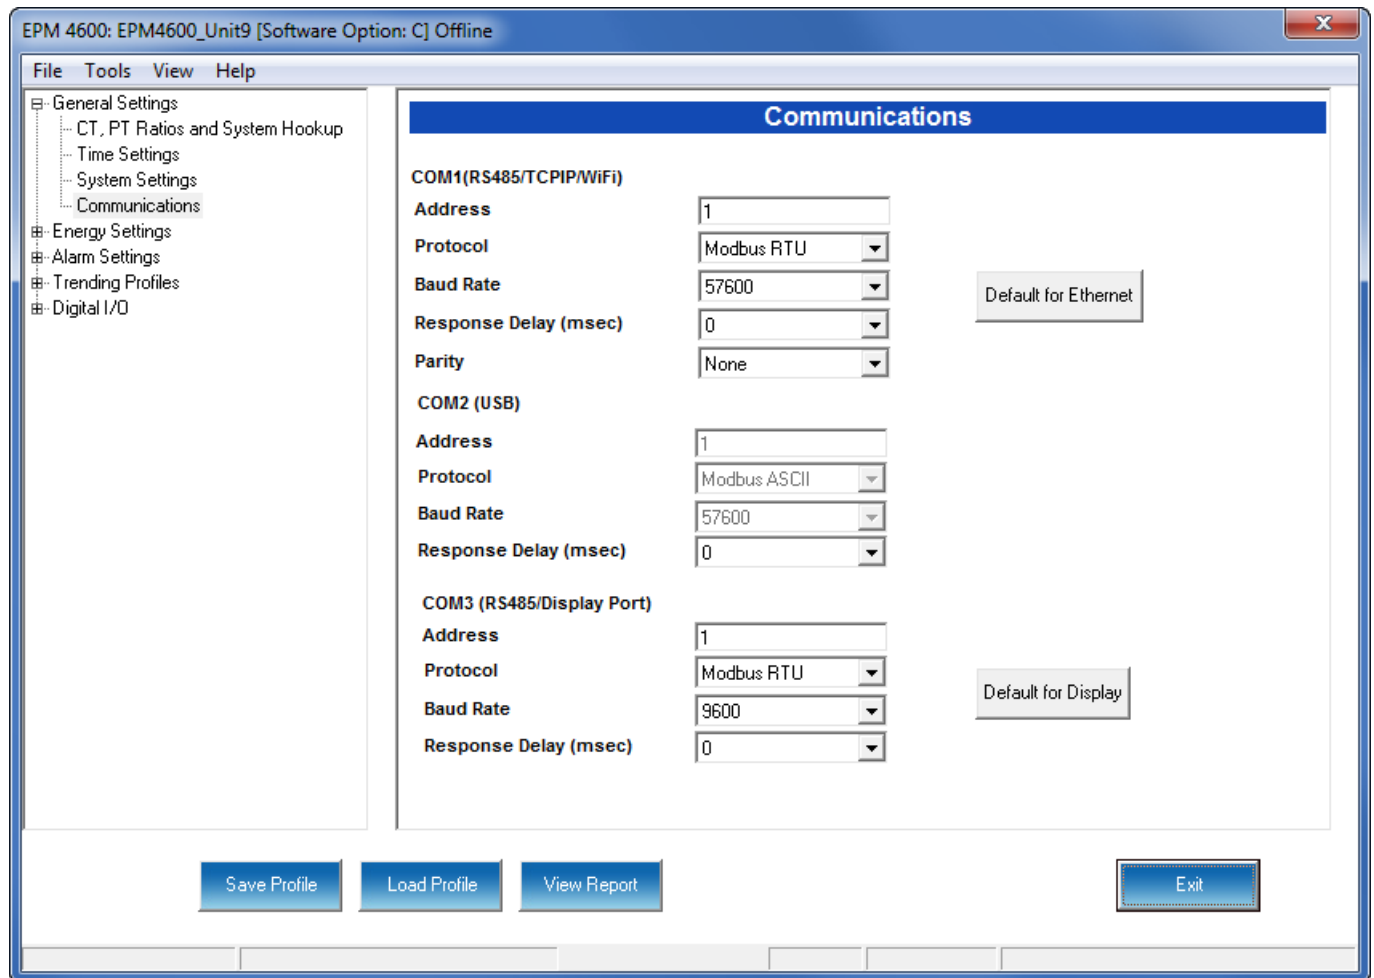 EPM 4600: EPM4600_Unit9 [Software Option: C] Offline
File Tools View Help
General Settings
CT, PT Ratios and System Hookup
Time Settings
System Settings
Communications
Energy Settings
Alarm Settings
Trending Profiles
Digital I/O
Communications
COM1(RS485/TCPIP/WiFi)
Address 1
Protocol Modbus RTU
Baud Rate 57600
Default for Ethernet
Response Delay (msec) 0
Parity None
COM2 (USB)
Address 1
Protocol Modbus ASCII
Baud Rate 57600
Response Delay (msec) 0
COM3 (RS485/Display Port)
Address 1
Protocol Modbus RTU
Default for Display
Baud Rate 9600
Response Delay (msec) 0
Save Profile Load Profile View Report Exit